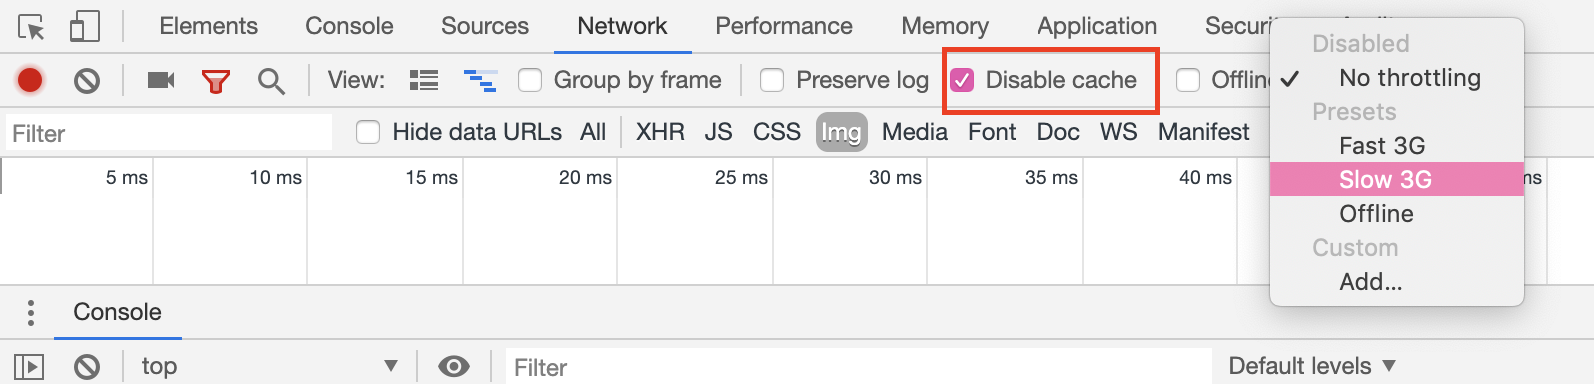 Elements Console Sources Network Performance Memory Application Securi
View: Group by frame Preserve log Disable cache Offline
Filter Hide data URLs All XHR JS CSS Img Media Font Doc WS Manifest
5 ms 10 ms 15 ms 20 ms 25 ms 30 ms 35 ms 40 ms ms
Disabled
No throttling
Presets
Fast 3G
Slow 3G
Offline
Custom
Add...
Console
top Filter Default levels